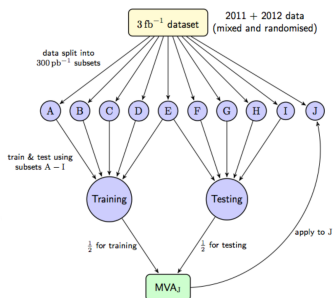 3 fb⁻¹ dataset
2011 + 2012 data
(mixed and randomised)
data split into
300 pb⁻¹ subsets
A B C D E F G H I J
train & test using
subsets A – I
Training
Testing
½ for training
½ for testing
apply to J
MVA_J